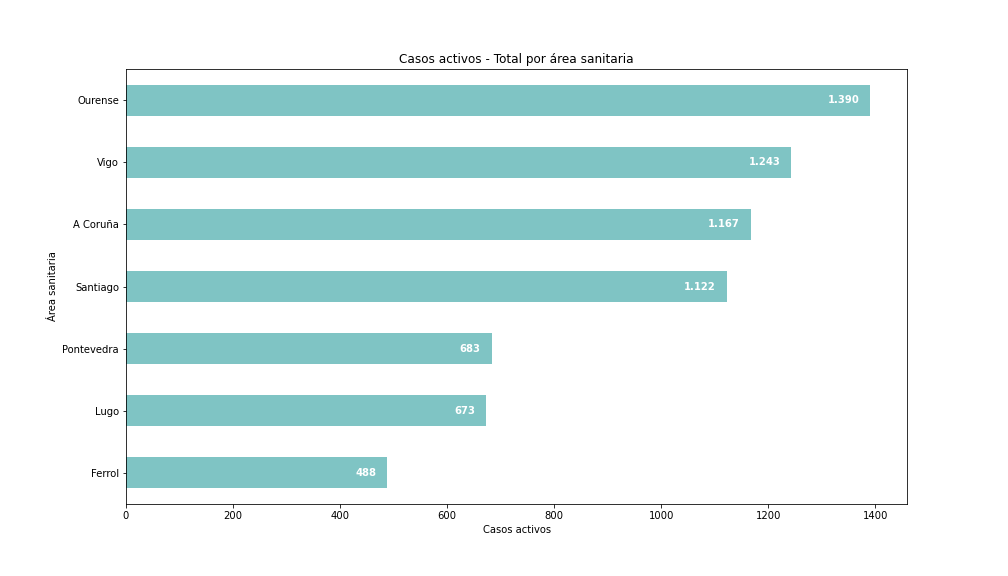 Casos activos - Total por área sanitaria
Ourense
1.390
Vigo
1.243
A Coruña
1.167
Santiago
1.122
Pontevedra
683
Lugo
673
Ferrol
488
Área sanitaria
0 200 400 600 800 1000 1200 1400
Casos activos